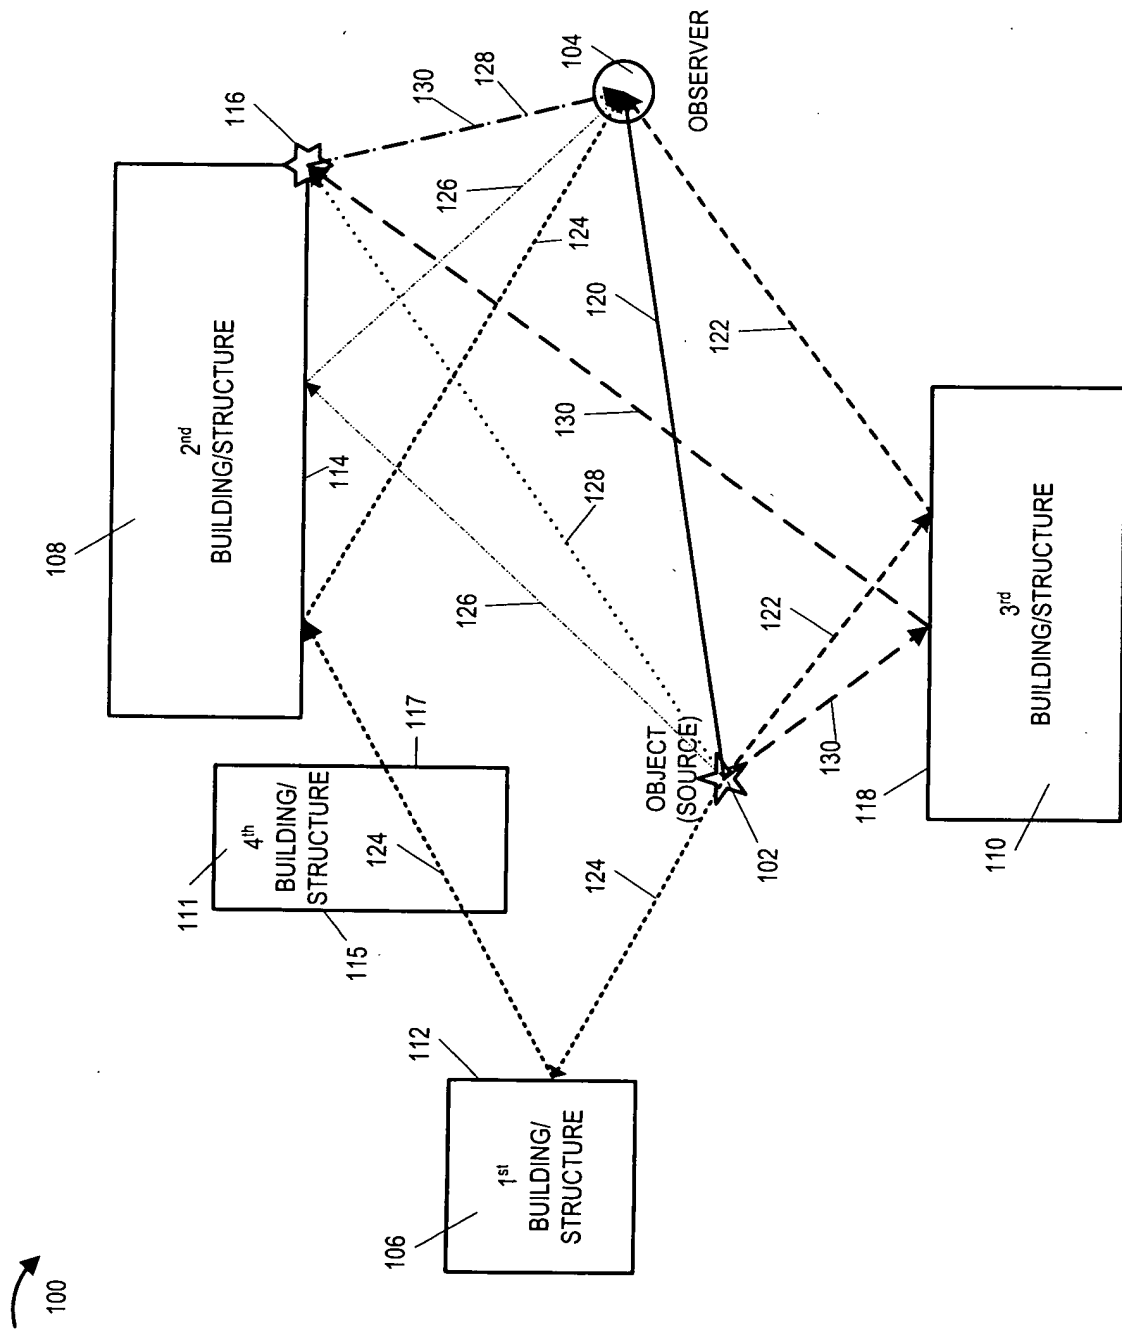 100
108
111
2nd
BUILDING/STRUCTURE
116
4th
BUILDING/
STRUCTURE
114
115
124
117
106
112
130
126
126
128
1st
BUILDING/
STRUCTURE
104
124
128
OBJECT
(SOURCE)
124
OBSERVER
122
102
122
120
130
130
118
110
3rd
BUILDING/STRUCTURE